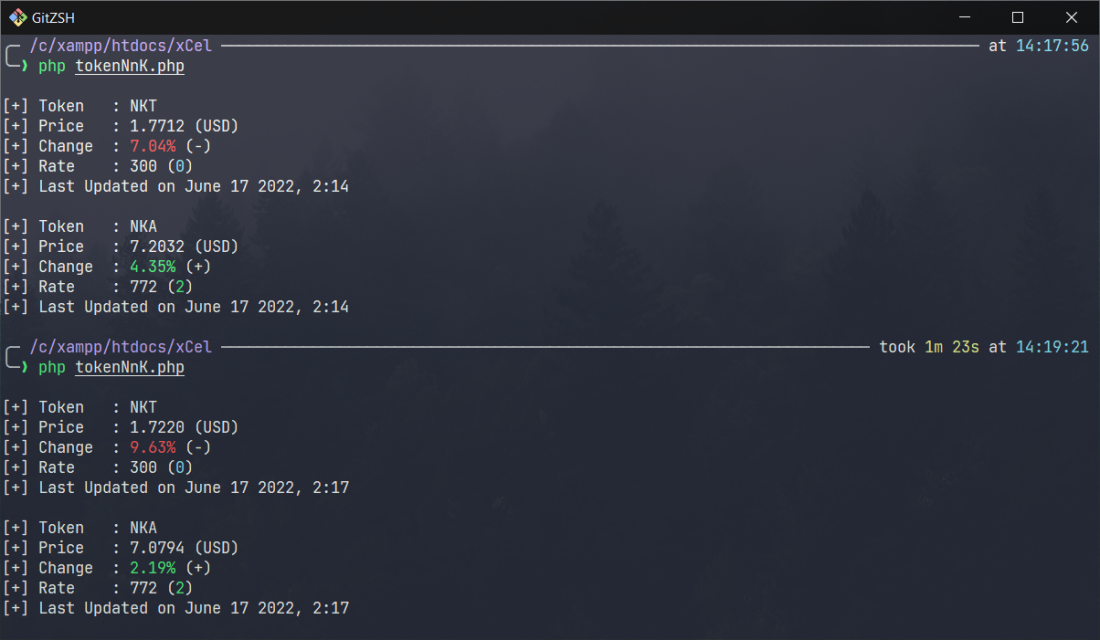 GitZSH
/c/xampp/htdocs/xCel at 14:17:56
❯ php tokenNnK.php
[+] Token : NKT
[+] Price : 1.7712 (USD)
[+] Change : 7.04% (-)
[+] Rate : 300 (0)
[+] Last Updated on June 17 2022, 2:14
[+] Token : NKA
[+] Price : 7.2032 (USD)
[+] Change : 4.35% (+)
[+] Rate : 772 (2)
[+] Last Updated on June 17 2022, 2:14
/c/xampp/htdocs/xCel took 1m 23s at 14:19:21
❯ php tokenNnK.php
[+] Token : NKT
[+] Price : 1.7220 (USD)
[+] Change : 9.63% (-)
[+] Rate : 300 (0)
[+] Last Updated on June 17 2022, 2:17
[+] Token : NKA
[+] Price : 7.0794 (USD)
[+] Change : 2.19% (+)
[+] Rate : 772 (2)
[+] Last Updated on June 17 2022, 2:17